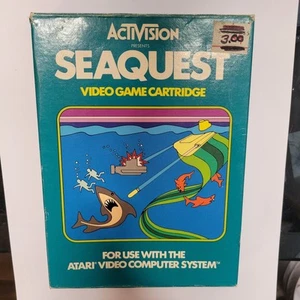 ACTIVISION
PRESENTS
3.00
SEAQUEST
VIDEO GAME CARTRIDGE
FOR USE WITH THE
ATARI® VIDEO COMPUTER SYSTEM™